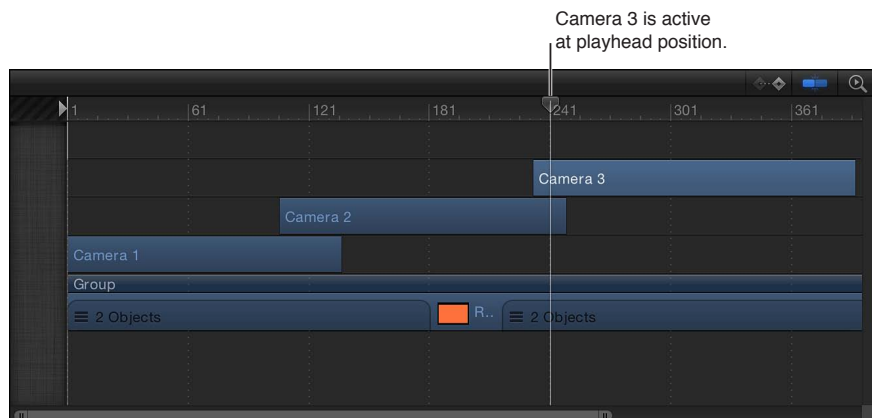 Camera 3 is active
at playhead position.
1 61 121 181 241 301 361
Camera 3
Camera 2
Camera 1
Group
2 Objects R.. 2 Objects